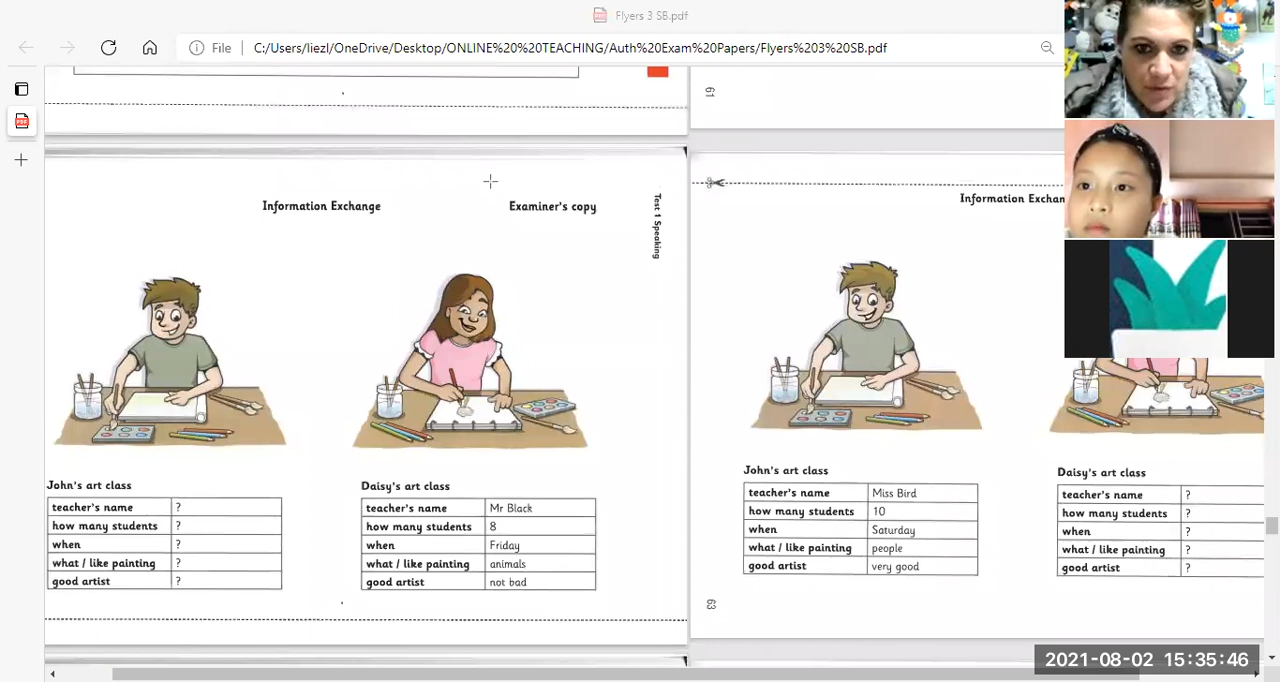 Flyers 3 SB.pdf
File
C:/Users/liezl/OneDrive/Desktop/ONLINE%20%20TEACHING/Auth%20Exam%20Papers/Flyers%203%20SB.pdf
61
Information Exchange
Examiner's copy
Test 1 Speaking
John's art class
teacher's name ?
how many students ?
when ?
what / like painting ?
good artist ?
Daisy's art class
teacher's name Mr Black
how many students 8
when Friday
what / like painting animals
good artist not bad
Information Exchan
John's art class
teacher's name Miss Bird
how many students 10
when Saturday
what / like painting people
good artist very good
Daisy's art class
teacher's name ?
how many students ?
when ?
what / like painting ?
good artist ?
63
2021-08-02 15:35:46